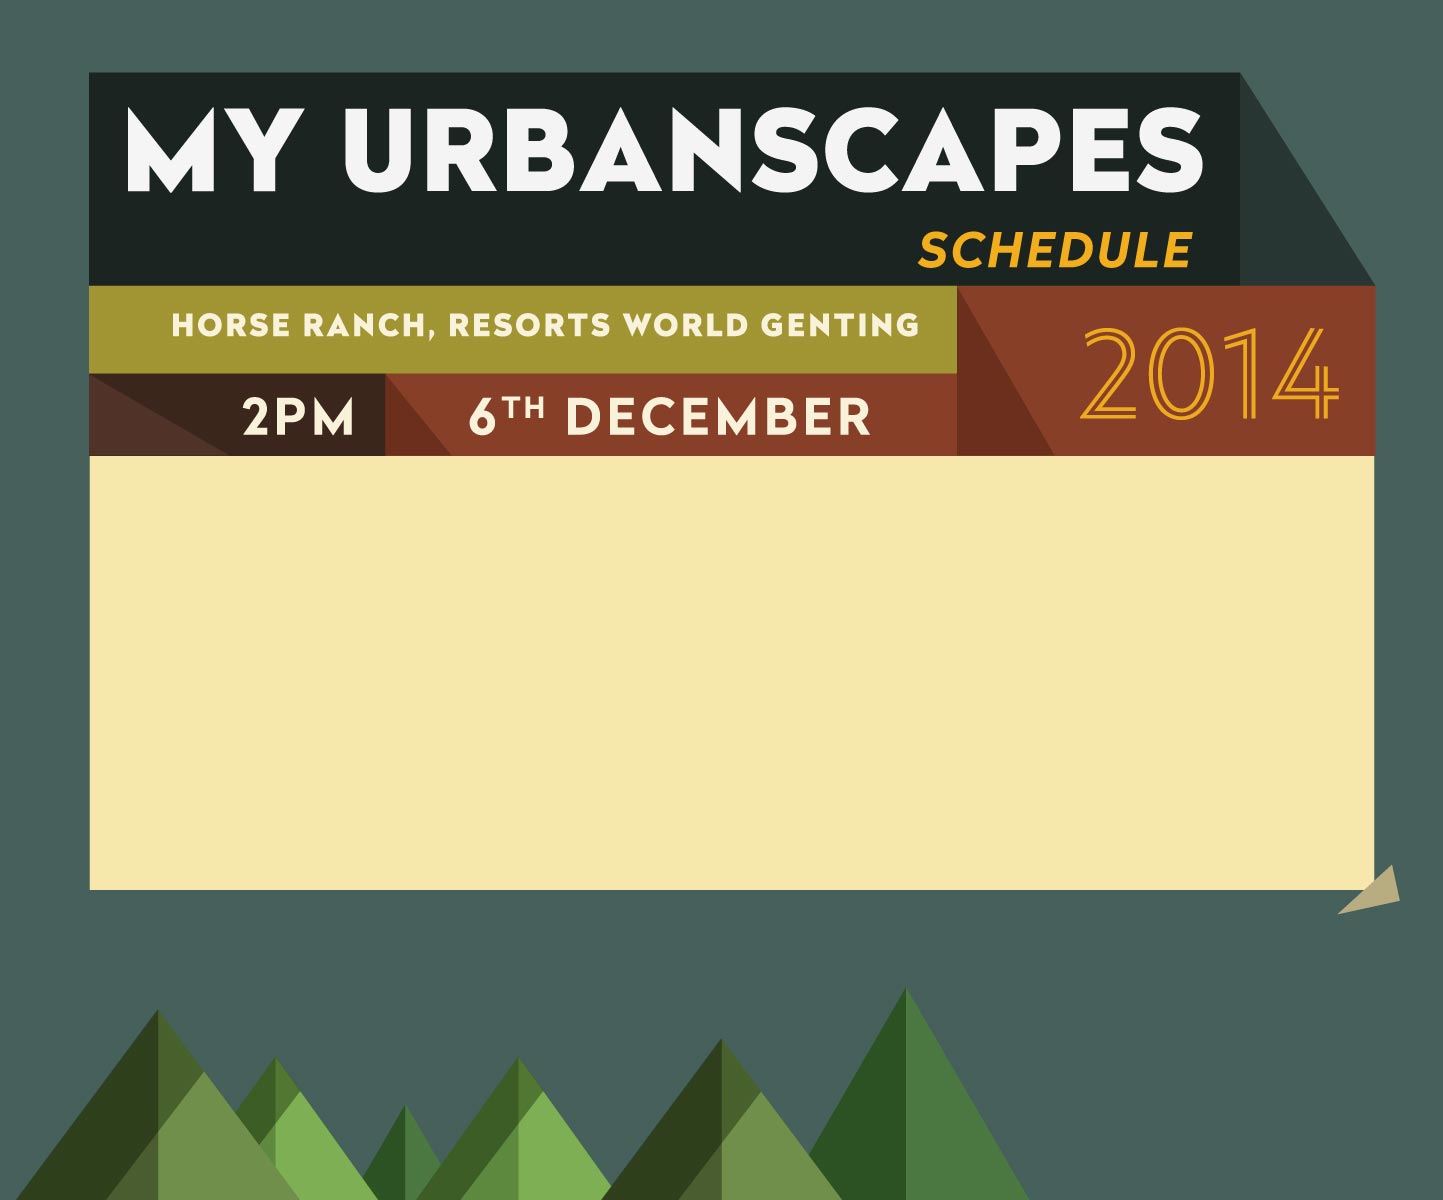 MY URBANSCAPES
SCHEDULE
HORSE RANCH, RESORTS WORLD GENTING
2PM 6TH DECEMBER
2014